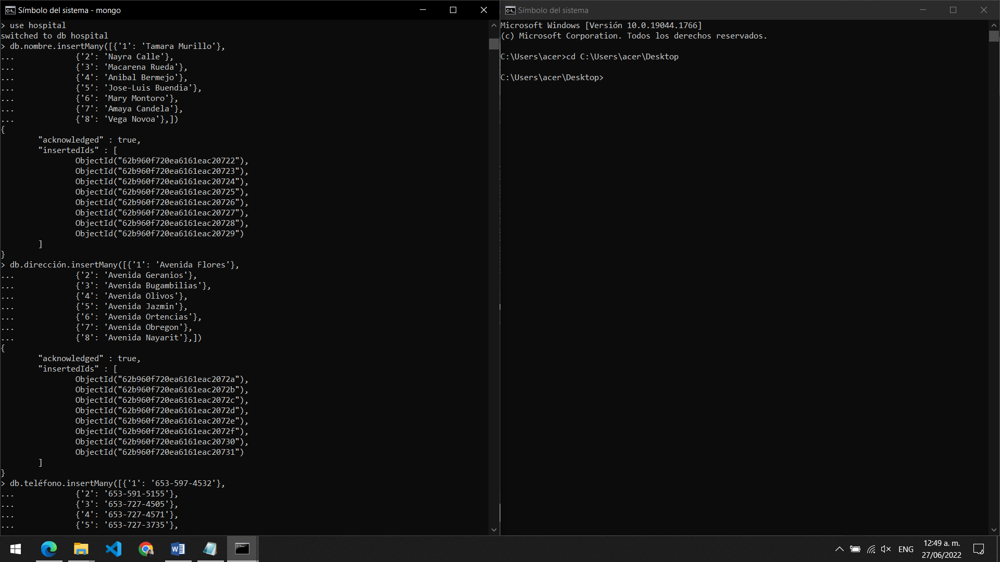 Símbolo del sistema - mongo
> use hospital
switched to db hospital
> db.nombre.insertMany([{'1': 'Tamara Murillo'},
...             {'2': 'Nayra Calle'},
...             {'3': 'Macarena Rueda'},
...             {'4': 'Anibal Bermejo'},
...             {'5': 'Jose-Luis Buendia'},
...             {'6': 'Mary Montoro'},
...             {'7': 'Amaya Candela'},
...             {'8': 'Vega Novoa'},])
{
        "acknowledged" : true,
        "insertedIds" : [
                ObjectId("62b960f720ea6161eac20722"),
                ObjectId("62b960f720ea6161eac20723"),
                ObjectId("62b960f720ea6161eac20724"),
                ObjectId("62b960f720ea6161eac20725"),
                ObjectId("62b960f720ea6161eac20726"),
                ObjectId("62b960f720ea6161eac20727"),
                ObjectId("62b960f720ea6161eac20728"),
                ObjectId("62b960f720ea6161eac20729")
        ]
}
> db.dirección.insertMany([{'1': 'Avenida Flores'},
...             {'2': 'Avenida Geranios'},
...             {'3': 'Avenida Bugambilias'},
...             {'4': 'Avenida Olivos'},
...             {'5': 'Avenida Jazmin'},
...             {'6': 'Avenida Ortencias'},
...             {'7': 'Avenida Obregon'},
...             {'8': 'Avenida Nayarit'},])
{
        "acknowledged" : true,
        "insertedIds" : [
                ObjectId("62b960f720ea6161eac2072a"),
                ObjectId("62b960f720ea6161eac2072b"),
                ObjectId("62b960f720ea6161eac2072c"),
                ObjectId("62b960f720ea6161eac2072d"),
                ObjectId("62b960f720ea6161eac2072e"),
                ObjectId("62b960f720ea6161eac2072f"),
                ObjectId("62b960f720ea6161eac20730"),
                ObjectId("62b960f720ea6161eac20731")
        ]
}
> db.teléfono.insertMany([{'1': '653-597-4532'},
...             {'2': '653-591-5155'},
...             {'3': '653-727-4505'},
...             {'4': '653-727-4571'},
...             {'5': '653-727-3735'},
Símbolo del sistema
Microsoft Windows [Versión 10.0.19044.1766]
(c) Microsoft Corporation. Todos los derechos reservados.
C:\Users\acer>cd C:\Users\acer\Desktop
C:\Users\acer\Desktop>
ENG
12:49 a. m.
27/06/2022